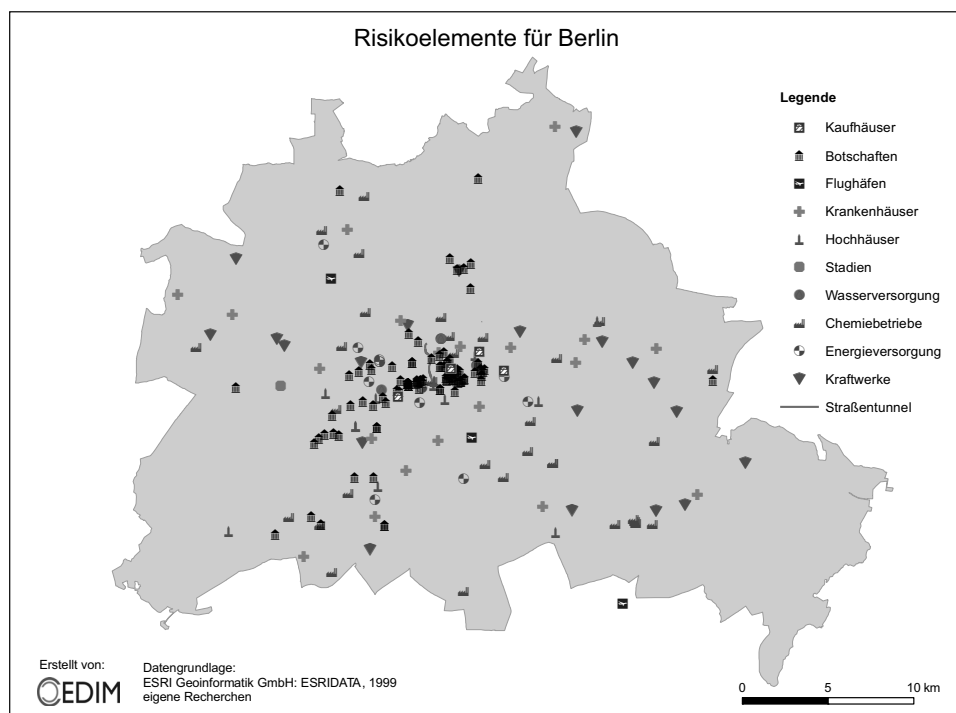 Risikoelemente für Berlin
Legende
Kaufhäuser
Botschaften
Flughäfen
Krankenhäuser
Hochhäuser
Stadien
Wasserversorgung
Chemiebetriebe
Energieversorgung
Kraftwerke
Straßentunnel
Erstellt von:
CEDIM
Datengrundlage:
ESRI Geoinformatik GmbH: ESRIDATA, 1999
eigene Recherchen
0 5 10 km